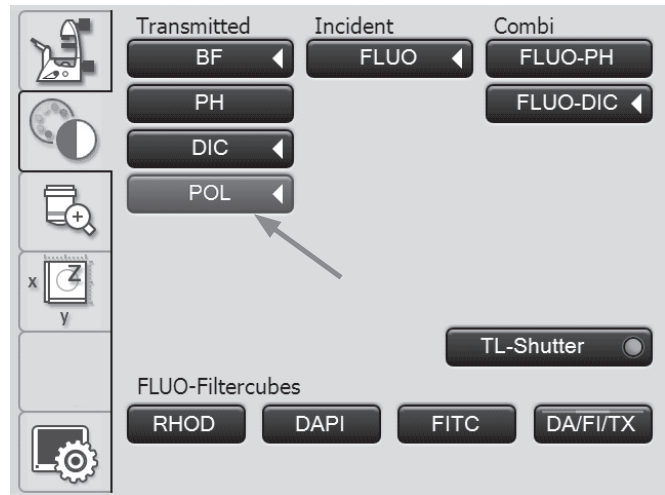 Transmitted Incident Combi
BF FLUO FLUO-PH
PH FLUO-DIC
DIC
POL
Z
x
y
TL-Shutter
FLUO-Filtercubes
RHOD DAPI FITC DA/FI/TX